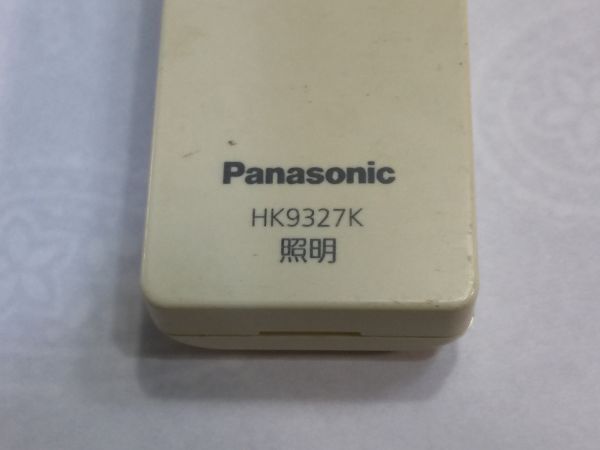 Panasonic
HK9327K
照明